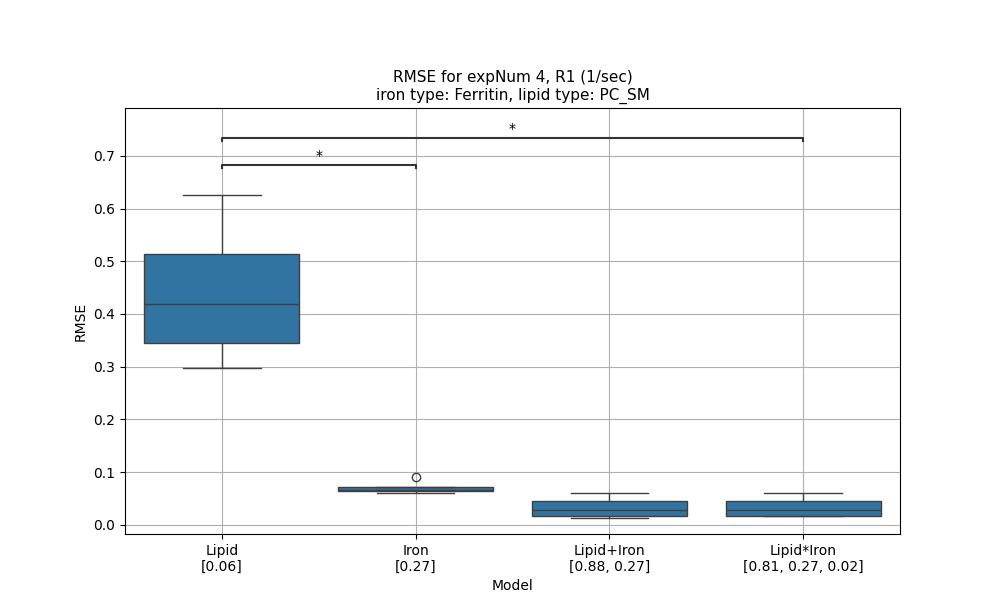 RMSE for expNum 4, R1 (1/sec)
iron type: Ferritin, lipid type: PC_SM
*
*
0.7
0.6
0.5
0.4
0.3
0.2
0.1
0.0
RMSE
Lipid
[0.06]
Iron
[0.27]
Lipid+Iron
[0.88, 0.27]
Lipid*Iron
[0.81, 0.27, 0.02]
Model